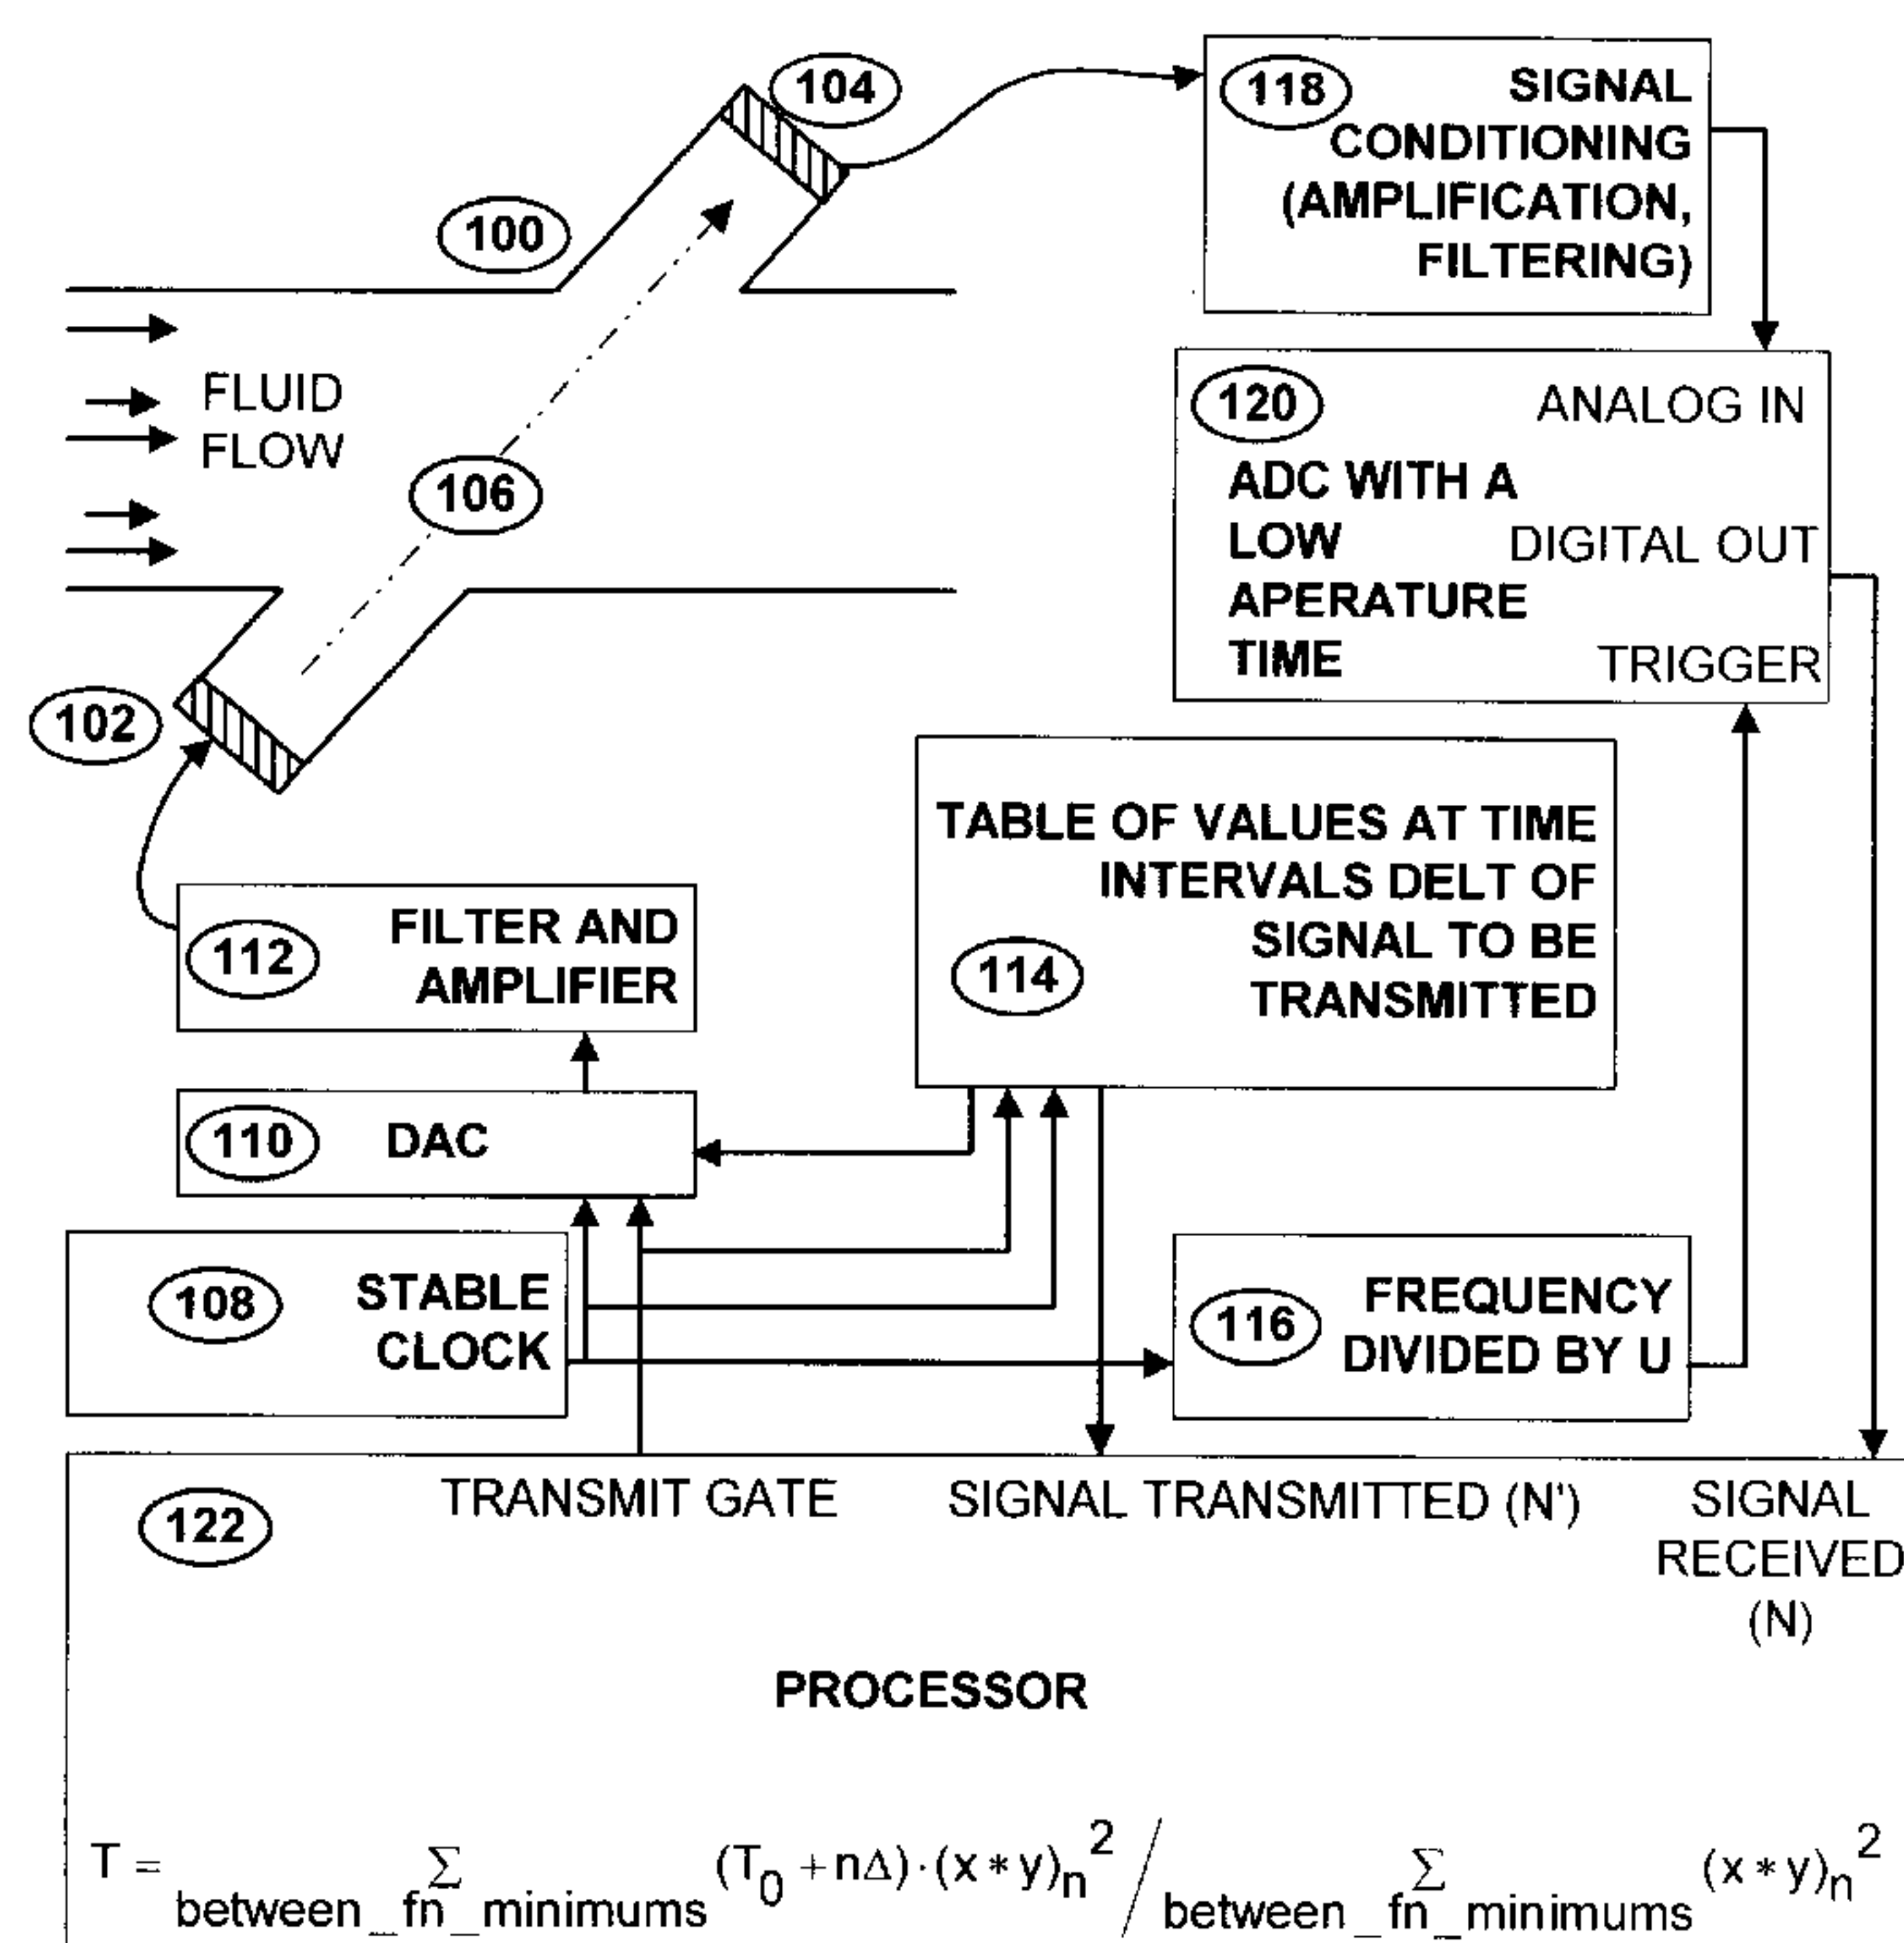 104
118 SIGNAL
CONDITIONING
(AMPLIFICATION,
FILTERING)
100
FLUID
FLOW
106
120 ANALOG IN
ADC WITH A
LOW DIGITAL OUT
APERATURE
TIME TRIGGER
102
TABLE OF VALUES AT TIME
INTERVALS DELT OF
SIGNAL TO BE
TRANSMITTED
114
112 FILTER AND
AMPLIFIER
110 DAC
108 STABLE
CLOCK
116 FREQUENCY
DIVIDED BY U
122
TRANSMIT GATE
SIGNAL TRANSMITTED (N')
SIGNAL
RECEIVED
(N)
PROCESSOR
T = Σ (T₀ + nΔ)·(x * y)ₙ² / Σ (x * y)ₙ²
between_fn_minimums between_fn_minimums